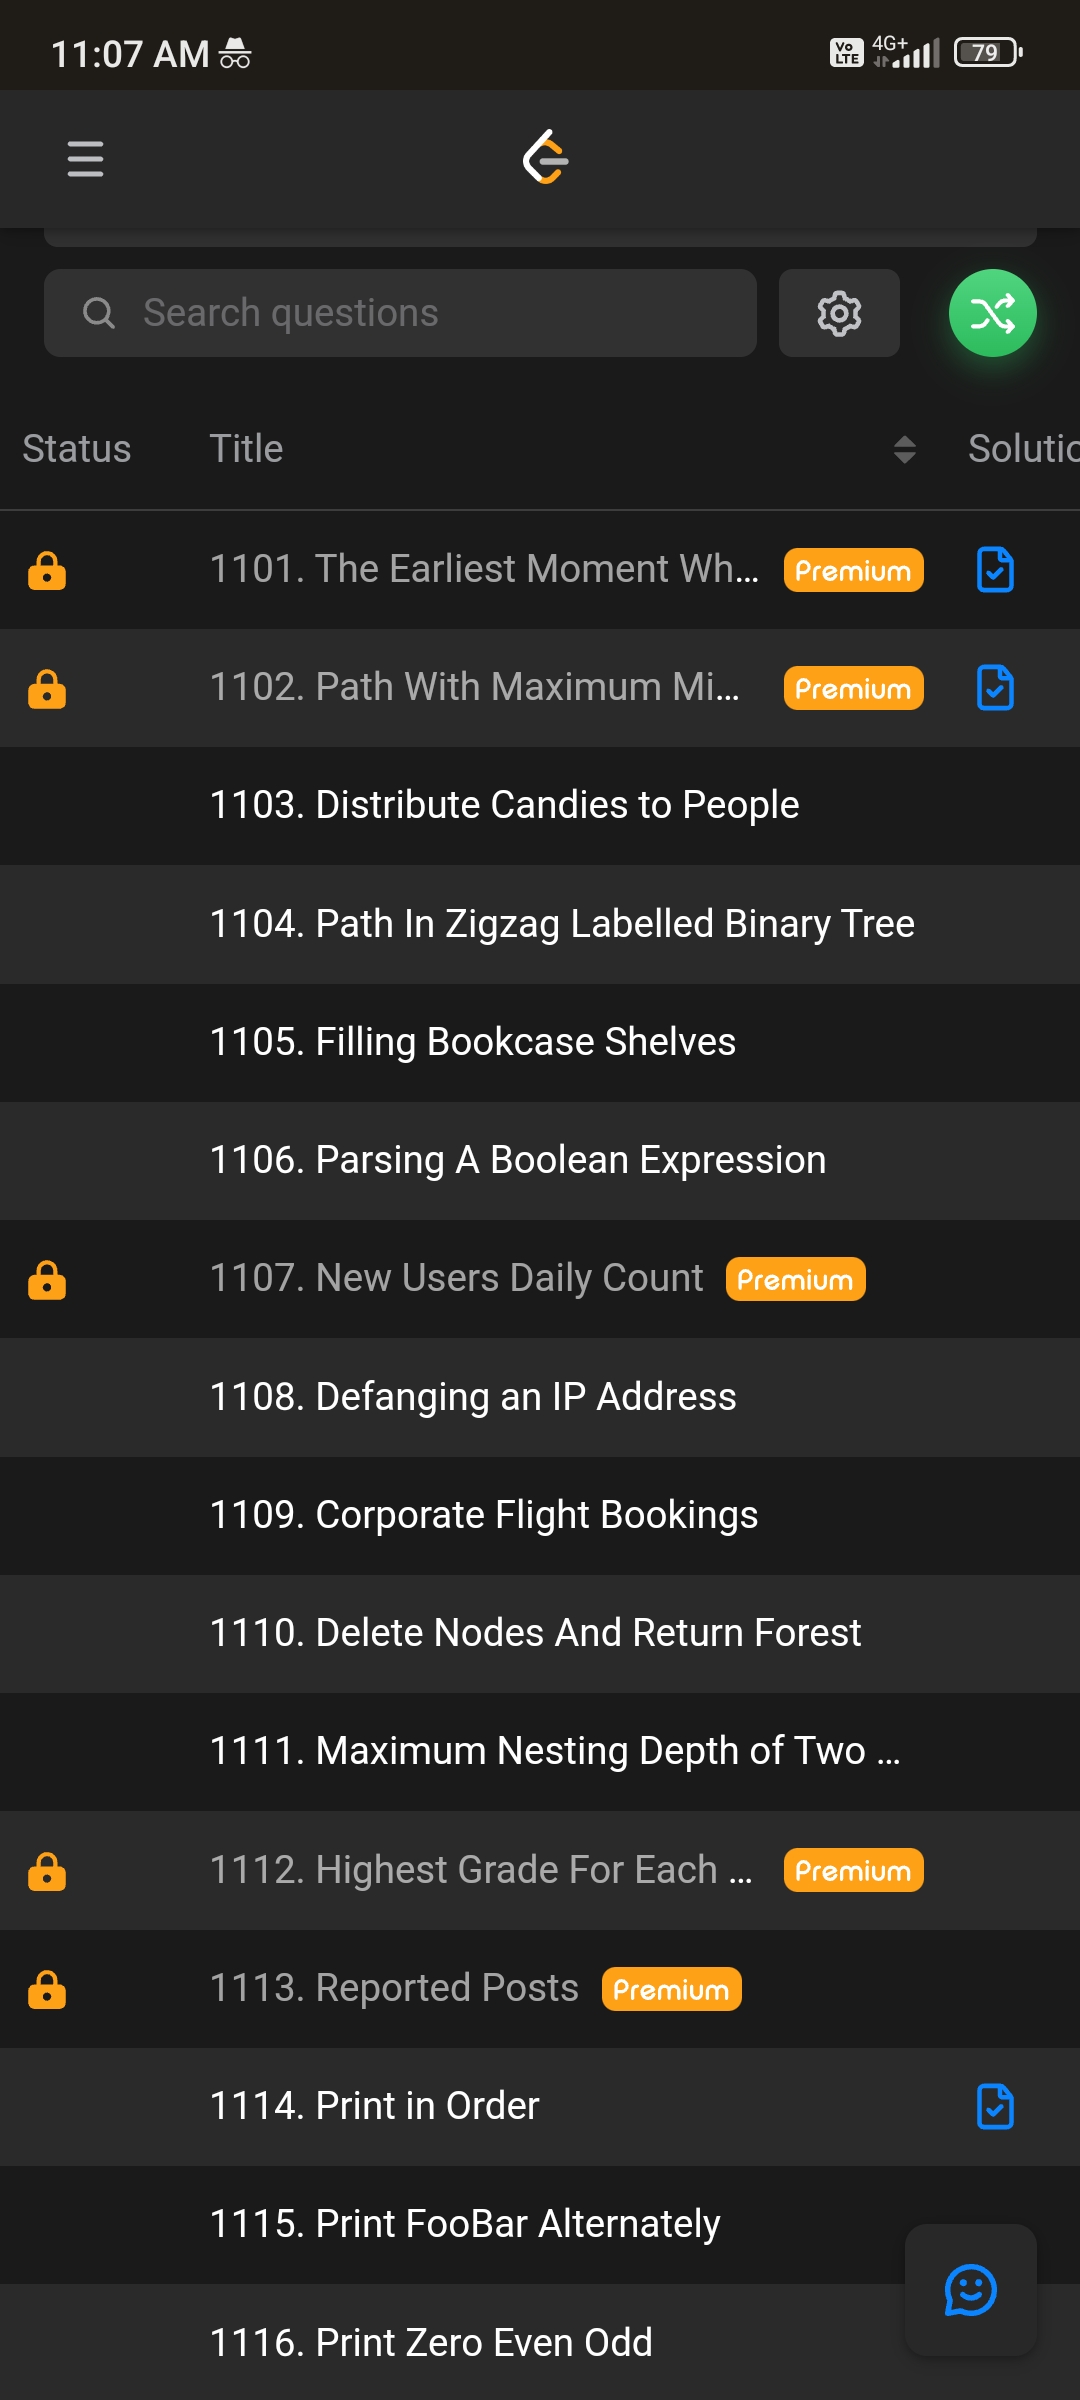 11:07 AM Vo LTE 4G+ 79
Search questions
Status Title Solutio
1101. The Earliest Moment Wh... Premium
1102. Path With Maximum Mi... Premium
1103. Distribute Candies to People
1104. Path In Zigzag Labelled Binary Tree
1105. Filling Bookcase Shelves
1106. Parsing A Boolean Expression
1107. New Users Daily Count Premium
1108. Defanging an IP Address
1109. Corporate Flight Bookings
1110. Delete Nodes And Return Forest
1111. Maximum Nesting Depth of Two ...
1112. Highest Grade For Each ... Premium
1113. Reported Posts Premium
1114. Print in Order
1115. Print FooBar Alternately
1116. Print Zero Even Odd